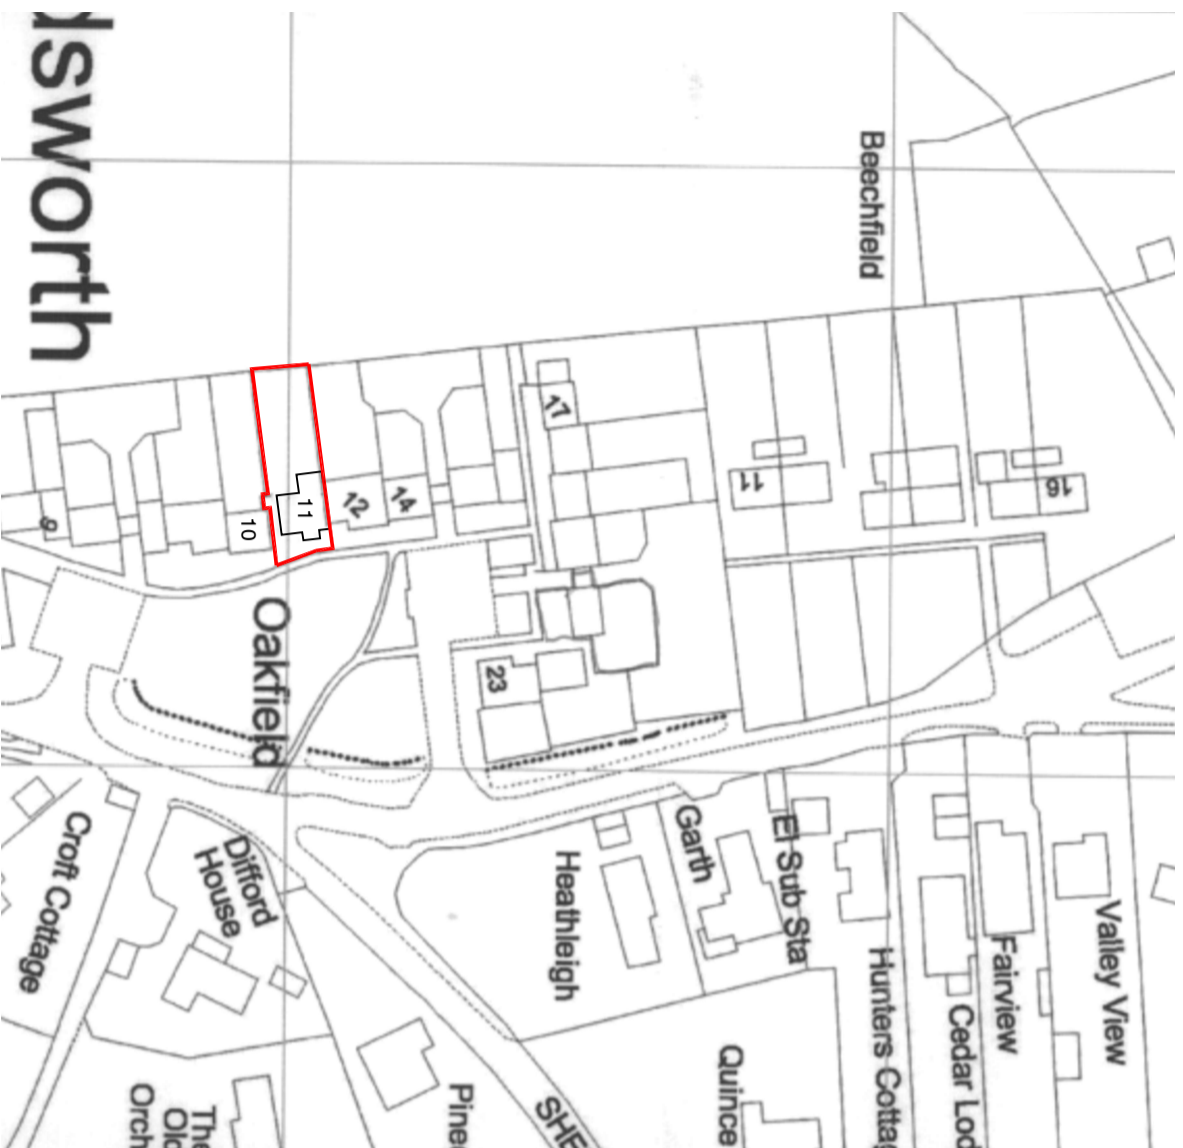 dsworth
Beechfield
17
11
16
9
10
11
12
14
Oakfield
23
Croft Cottage
Difford
House
Heathleigh
Garth
El Sub Sta
Hunters Cottag
Fairview
Cedar Lod
Valley View
Quince
Pine
SHE
The
Old
Orch